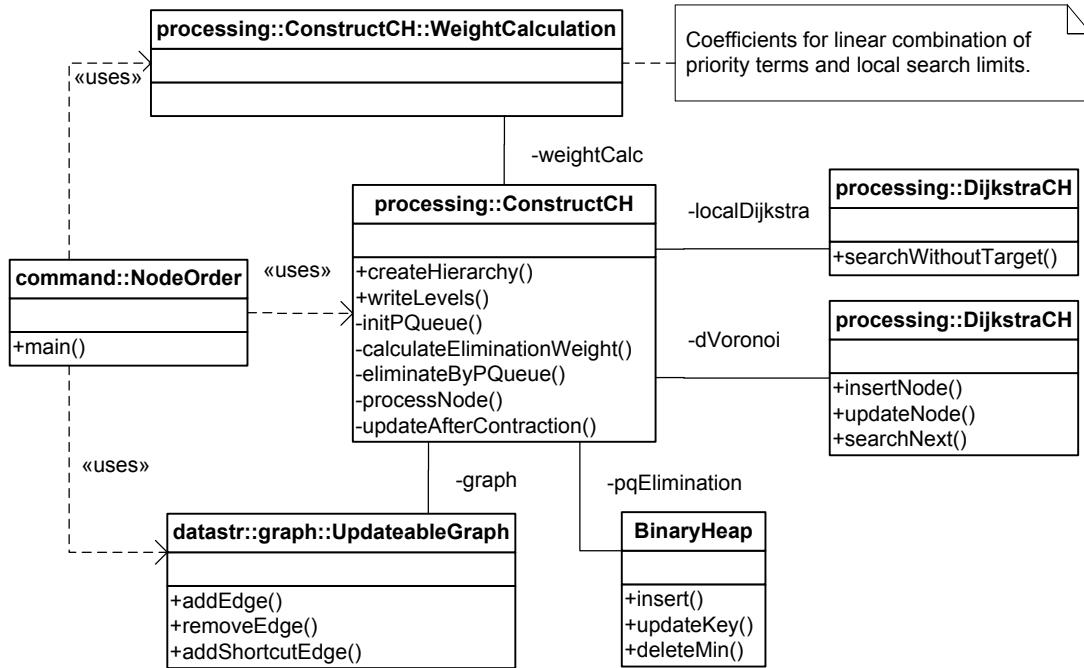 processing::ConstructCH::WeightCalculation
Coefficients for linear combination of
priority terms and local search limits.
«uses»
-weightCalc
processing::ConstructCH
+createHierarchy()
+writeLevels()
-initPQueue()
-calculateEliminationWeight()
-eliminateByPQueue()
-processNode()
-updateAfterContraction()
-localDijkstra
processing::DijkstraCH
+searchWithoutTarget()
command::NodeOrder
+main()
«uses»
-dVoronoi
processing::DijkstraCH
+insertNode()
+updateNode()
+searchNext()
«uses»
-graph
-pqElimination
datastr::graph::UpdateableGraph
+addEdge()
+removeEdge()
+addShortcutEdge()
BinaryHeap
+insert()
+updateKey()
+deleteMin()